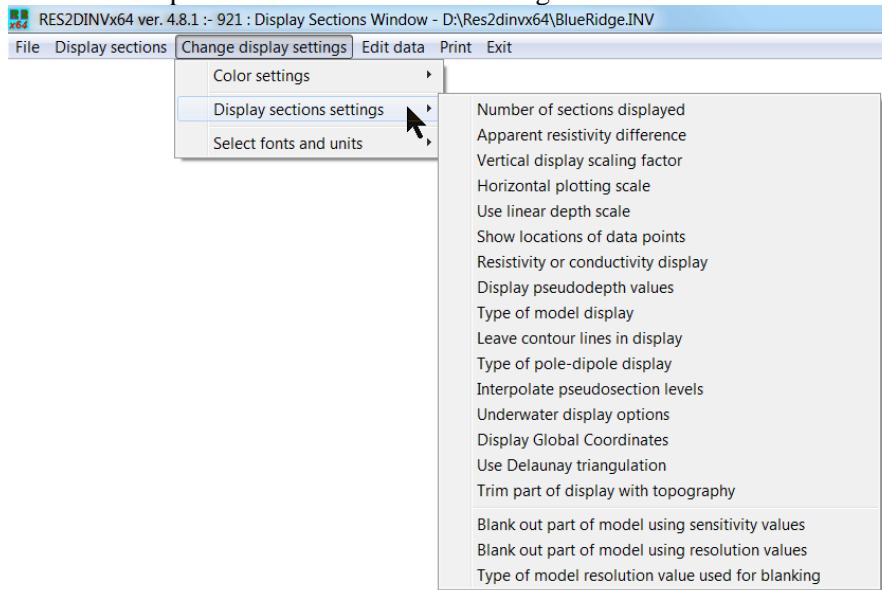 RES2DINVx64 ver. 4.8.1 :- 921 : Display Sections Window - D:\Res2dinvx64\BlueRidge.INV
File Display sections Change display settings Edit data Print Exit
Color settings
Display sections settings
Select fonts and units
Number of sections displayed
Apparent resistivity difference
Vertical display scaling factor
Horizontal plotting scale
Use linear depth scale
Show locations of data points
Resistivity or conductivity display
Display pseudodepth values
Type of model display
Leave contour lines in display
Type of pole-dipole display
Interpolate pseudosection levels
Underwater display options
Display Global Coordinates
Use Delaunay triangulation
Trim part of display with topography
Blank out part of model using sensitivity values
Blank out part of model using resolution values
Type of model resolution value used for blanking